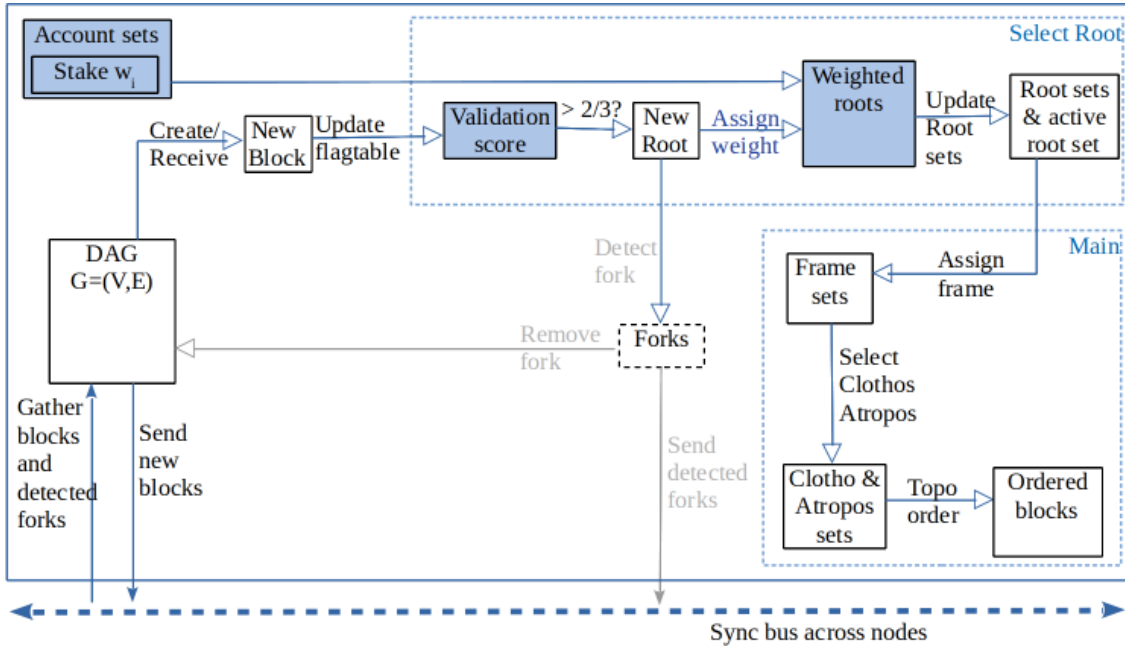 Account sets
Stake wi
Select Root
Create/
Receive
New
Block
Update
flagtable
Validation
score
> 2/3?
New
Root
Assign
weight
Weighted
roots
Update
Root
sets
Root sets
& active
root set
DAG
G=(V,E)
Detect
fork
Remove
fork
Forks
Main
Frame
sets
Assign
frame
Select
Clothos
Atropos
Gather
blocks
and
detected
forks
Send
new
blocks
Send
detected
forks
Clotho &
Atropos
sets
Topo
order
Ordered
blocks
Sync bus across nodes